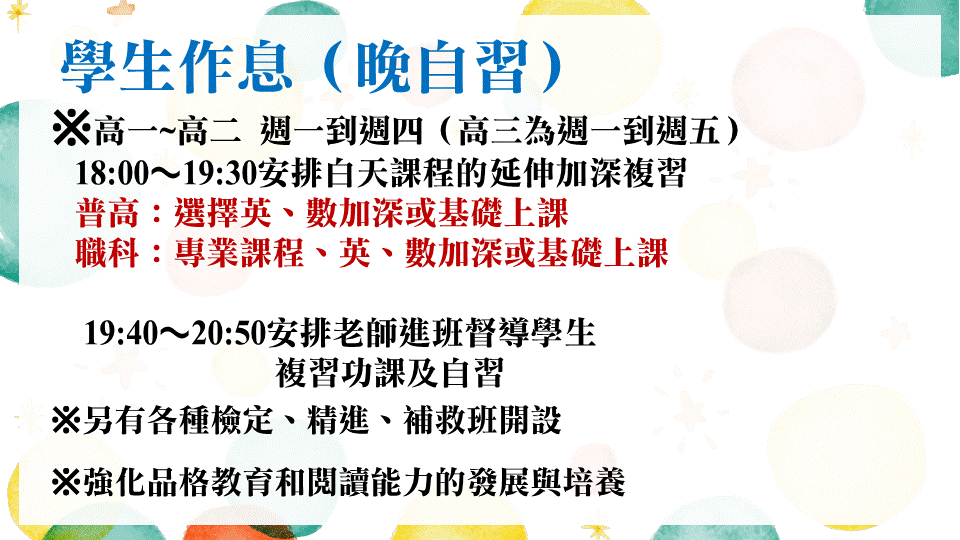 學生作息（晚自習）
※高一~高二 週一到週四（高三為週一到週五）
18:00～19:30安排白天課程的延伸加深複習
普高：選擇英、數加深或基礎上課
職科：專業課程、英、數加深或基礎上課
19:40～20:50安排老師進班督導學生
複習功課及自習
※另有各種檢定、精進、補救班開設
※強化品格教育和閱讀能力的發展與培養